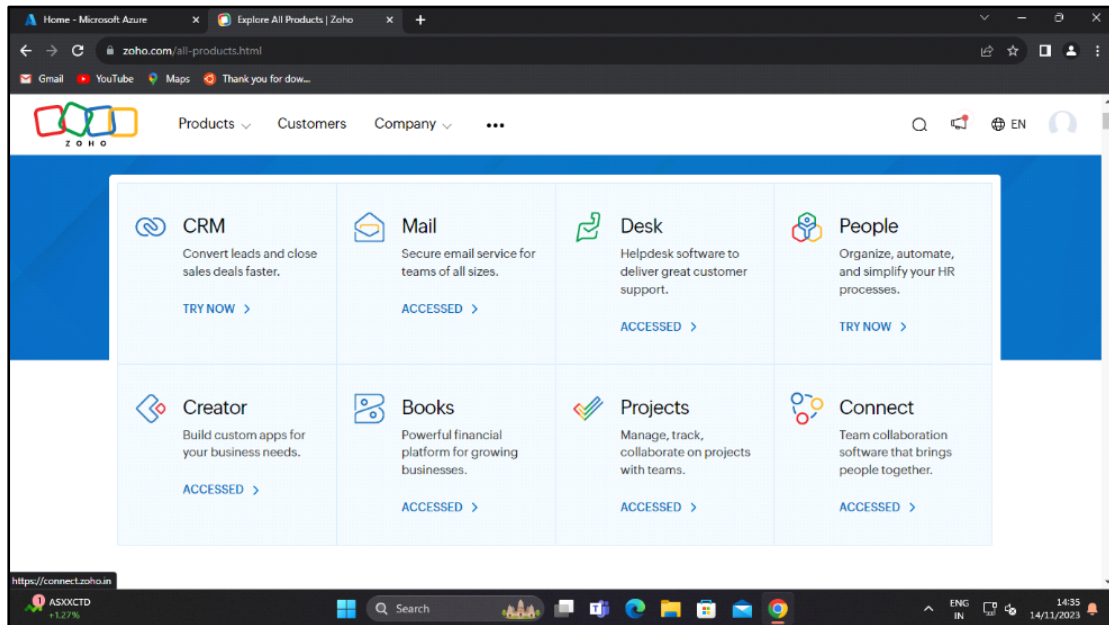 Home - Microsoft Azure
Explore All Products | Zoho
zoho.com/all-products.html
Gmail
YouTube
Maps
Thank you for dow...
ZOHO
Products
Customers
Company
EN
CRM
Convert leads and close
sales deals faster.
TRY NOW >
Mail
Secure email service for
teams of all sizes.
ACCESSED >
Desk
Helpdesk software to
deliver great customer
support.
ACCESSED >
People
Organize, automate,
and simplify your HR
processes.
TRY NOW >
Creator
Build custom apps for
your business needs.
ACCESSED >
Books
Powerful financial
platform for growing
businesses.
ACCESSED >
Projects
Manage, track,
collaborate on projects
with teams.
ACCESSED >
Connect
Team collaboration
software that brings
people together.
ACCESSED >
https://connect.zoho.in
1
ASXXCTD
+1.27%
Search
ENG
IN
14:35
14/11/2023